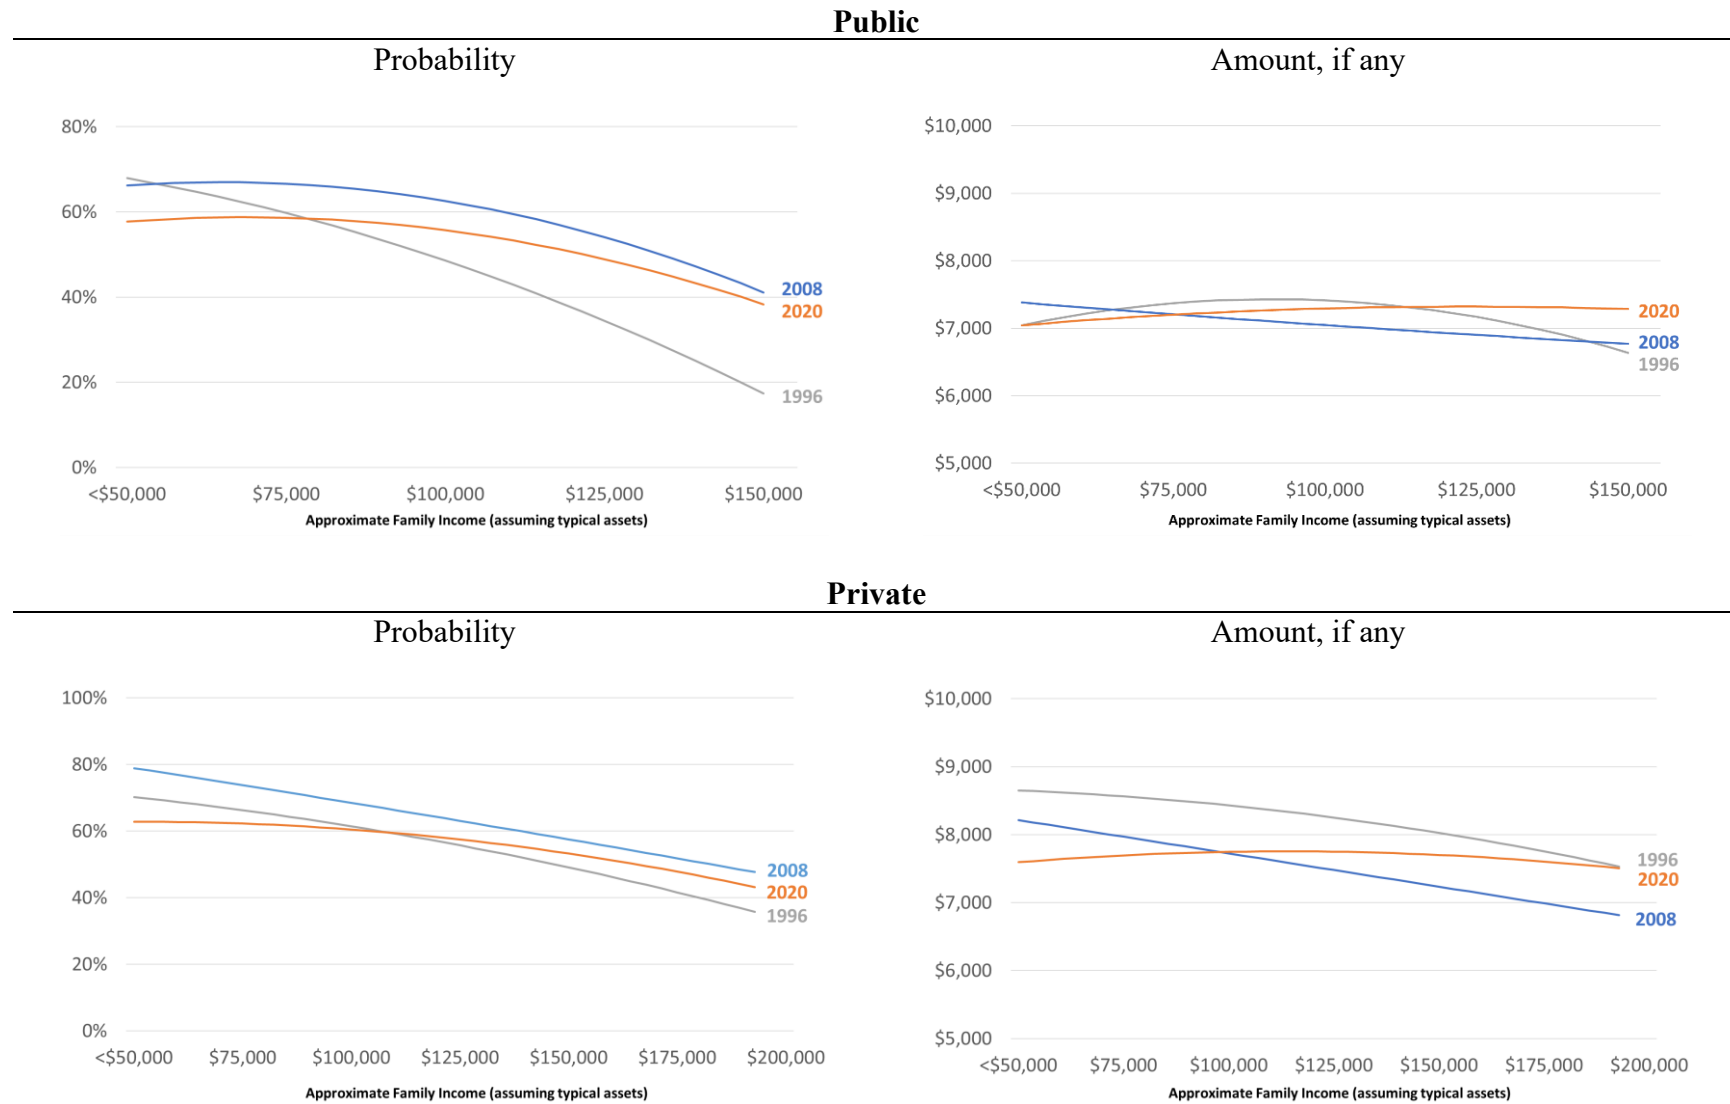 Public
Probability
Amount, if any
80%
60%
40%
20%
0%
2008
2020
1996
<$50,000 $75,000 $100,000 $125,000 $150,000
Approximate Family Income (assuming typical assets)
$10,000
$9,000
$8,000
$7,000
$6,000
$5,000
2020
2008
1996
<$50,000 $75,000 $100,000 $125,000 $150,000
Approximate Family Income (assuming typical assets)
Private
Probability
Amount, if any
100%
80%
60%
40%
20%
0%
2008
2020
1996
<$50,000 $75,000 $100,000 $125,000 $150,000 $175,000 $200,000
Approximate Family Income (assuming typical assets)
$10,000
$9,000
$8,000
$7,000
$6,000
$5,000
1996
2020
2008
<$50,000 $75,000 $100,000 $125,000 $150,000 $175,000 $200,000
Approximate Family Income (assuming typical assets)